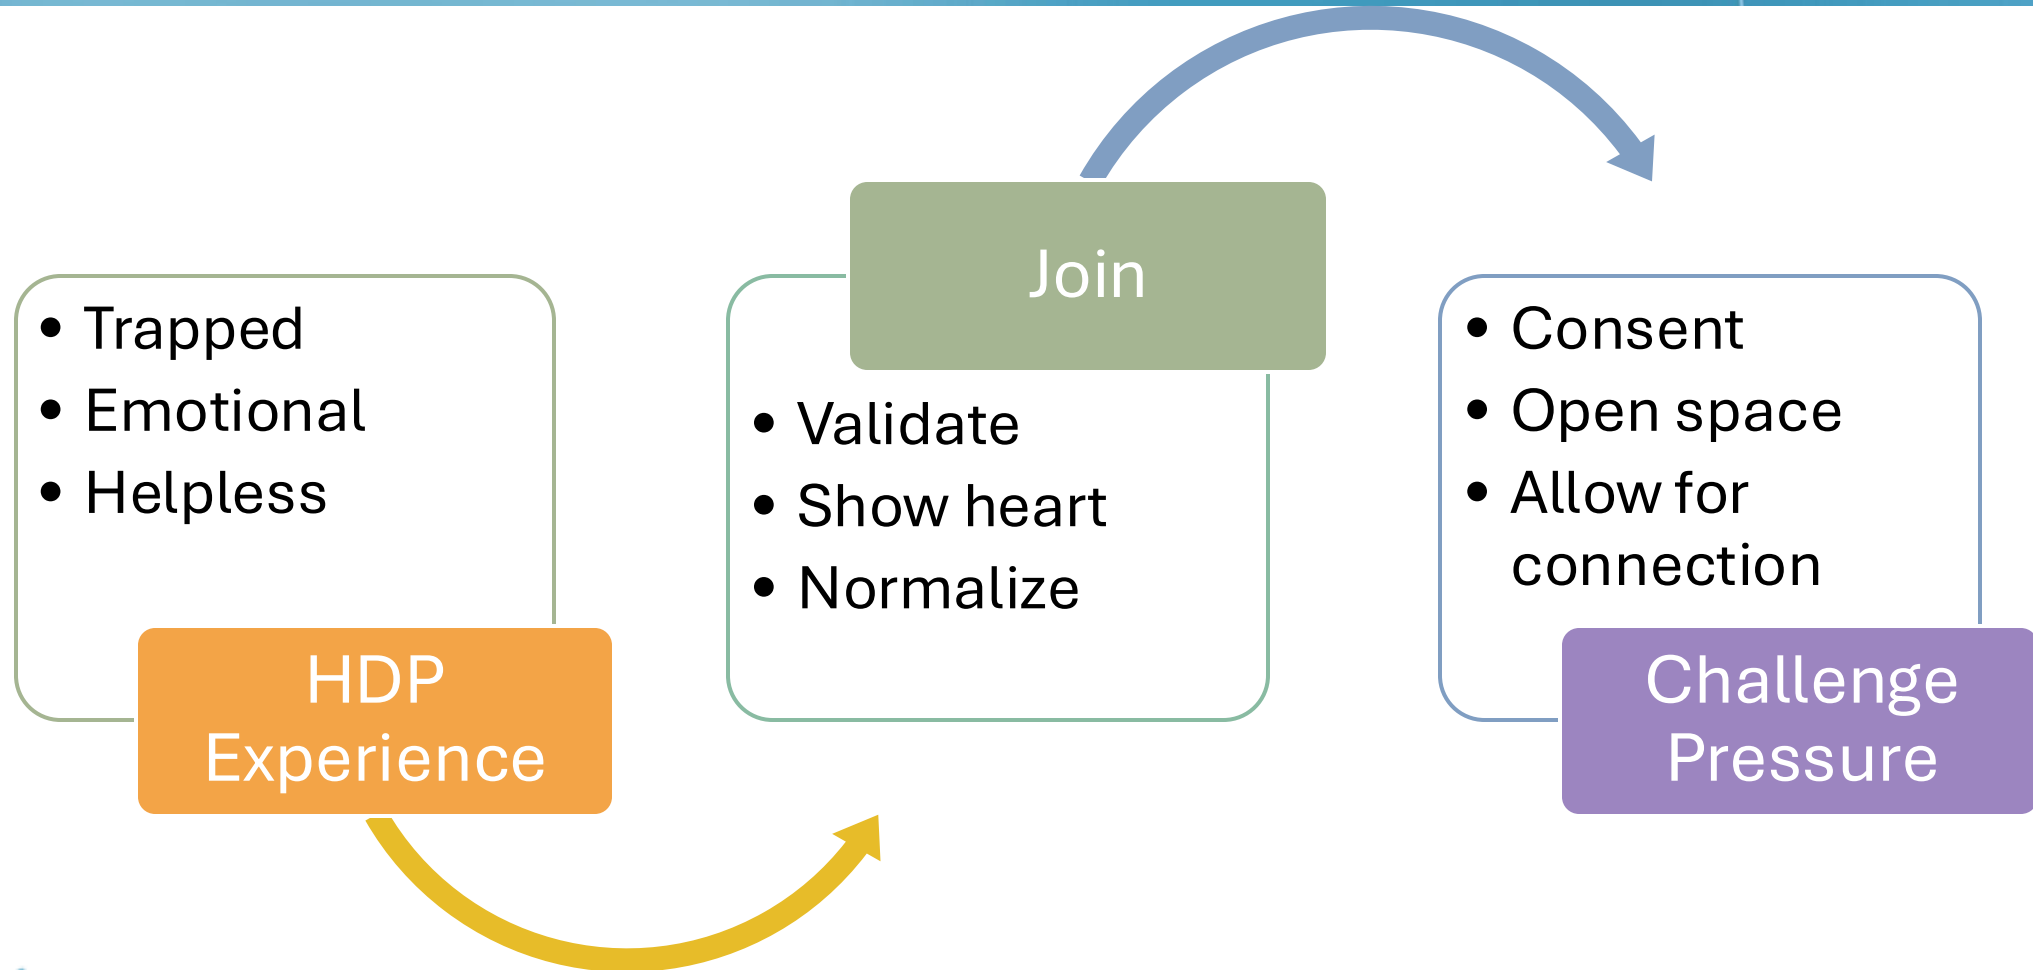 • Trapped
• Emotional
• Helpless
HDP
Experience
Join
• Validate
• Show heart
• Normalize
• Consent
• Open space
• Allow for
connection
Challenge
Pressure